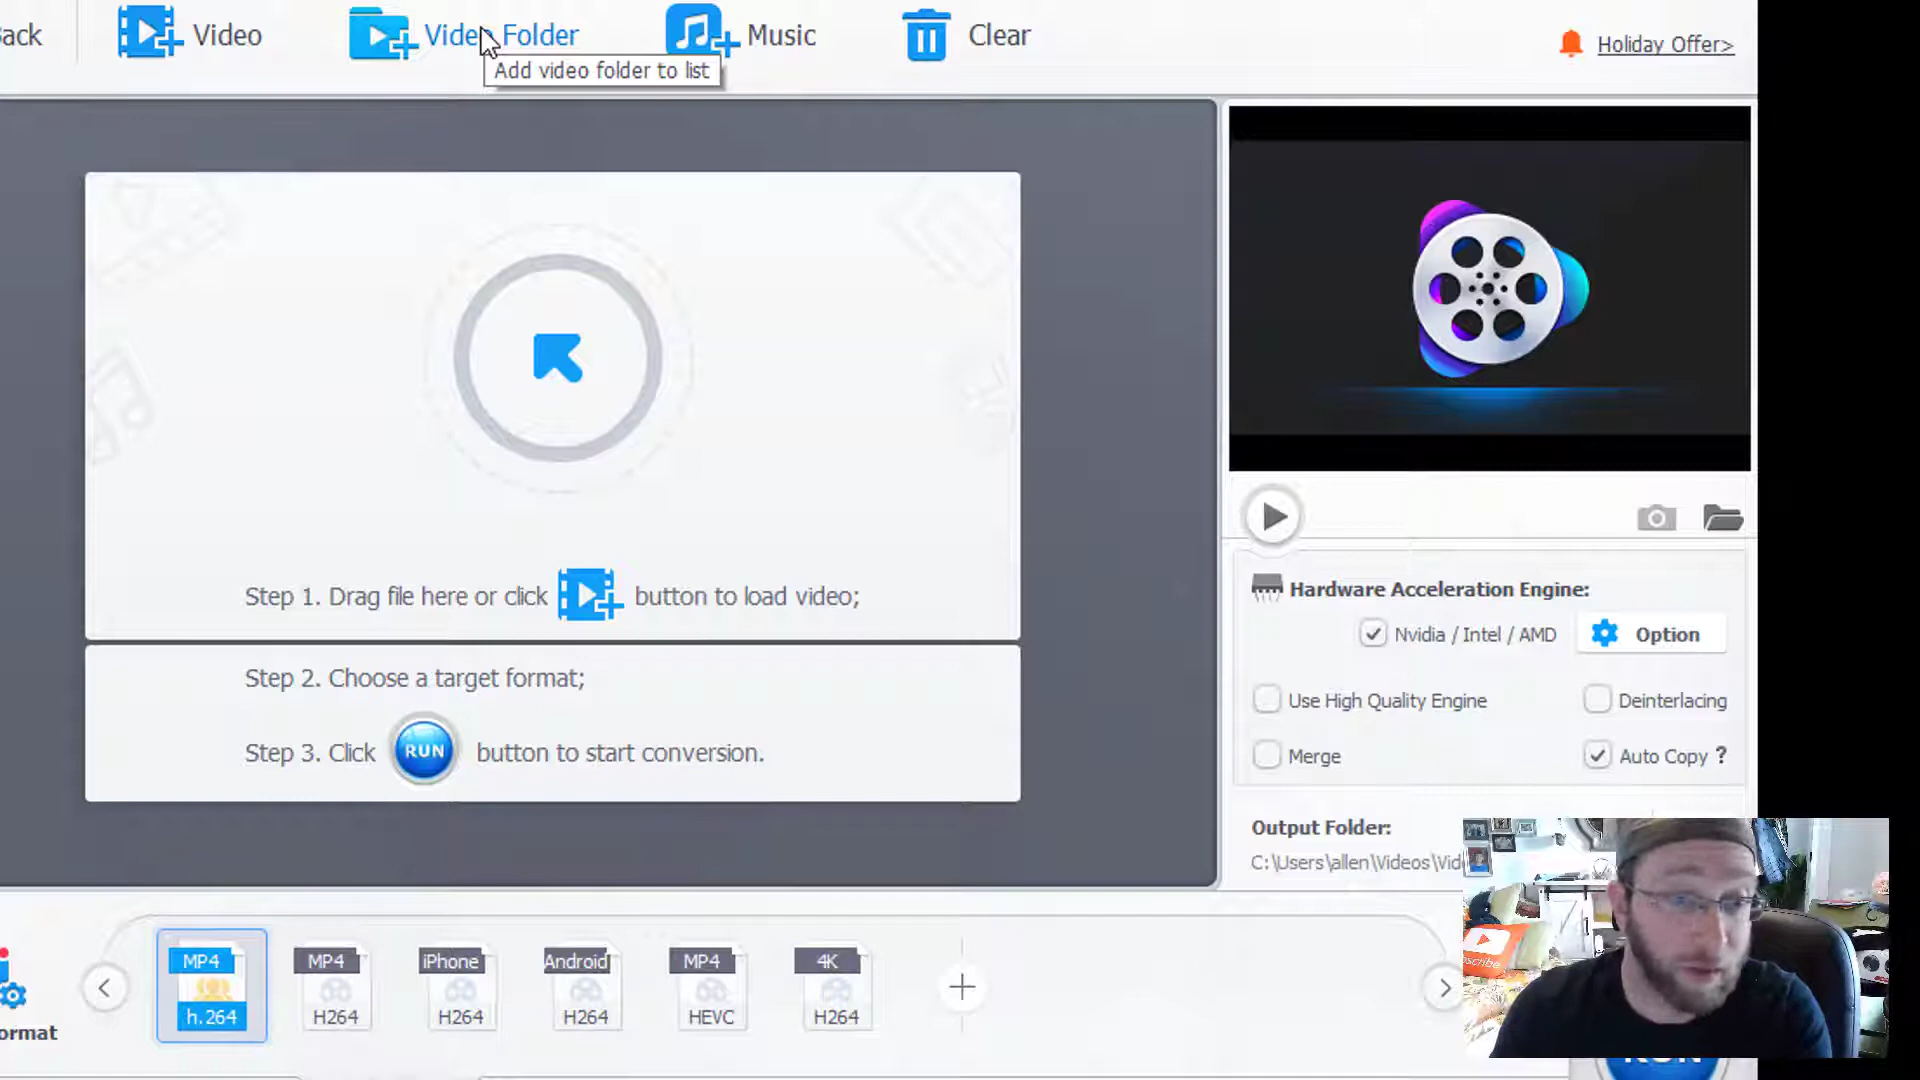 ack
Video
Video Folder
Music
Clear
Holiday Offer>
Add video folder to list
Step 1. Drag file here or click button to load video;
Step 2. Choose a target format;
Step 3. Click RUN button to start conversion.
Hardware Acceleration Engine:
Nvidia / Intel / AMD
Option
Use High Quality Engine
Deinterlacing
Merge
Auto Copy ?
Output Folder:
C:\Users\allen\Videos\Vid
MP4
h.264
MP4
H264
iPhone
H264
Android
H264
MP4
HEVC
4K
H264
ormat
scribe
RUN